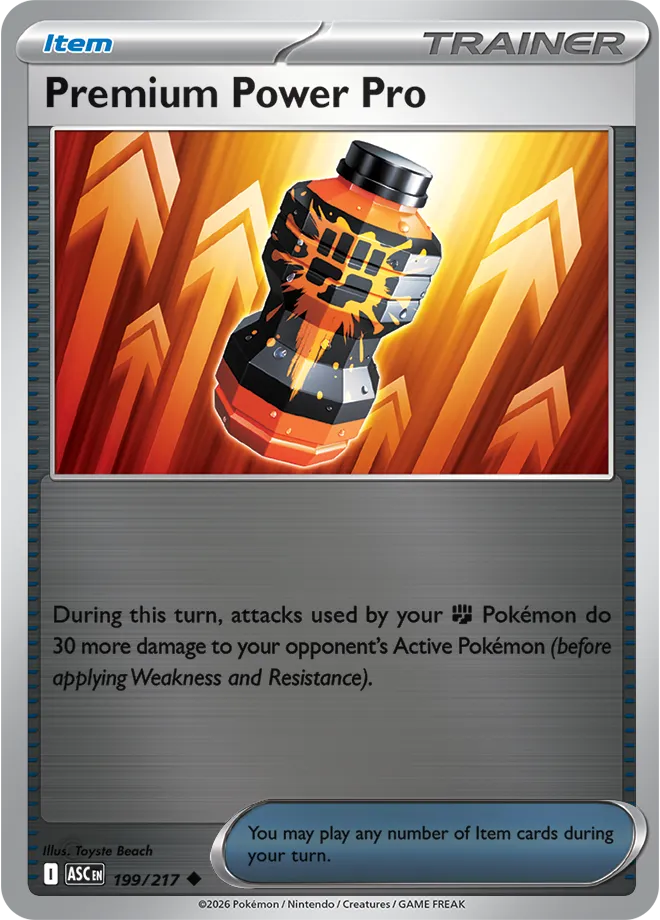 Item
TRAINER
Premium Power Pro
During this turn, attacks used by your Pokémon do
30 more damage to your opponent's Active Pokémon (before
applying Weakness and Resistance).
You may play any number of Item cards during
your turn.
Illus. Toyste Beach
I ASC EN 199/217
©2026 Pokémon / Nintendo / Creatures / GAME FREAK